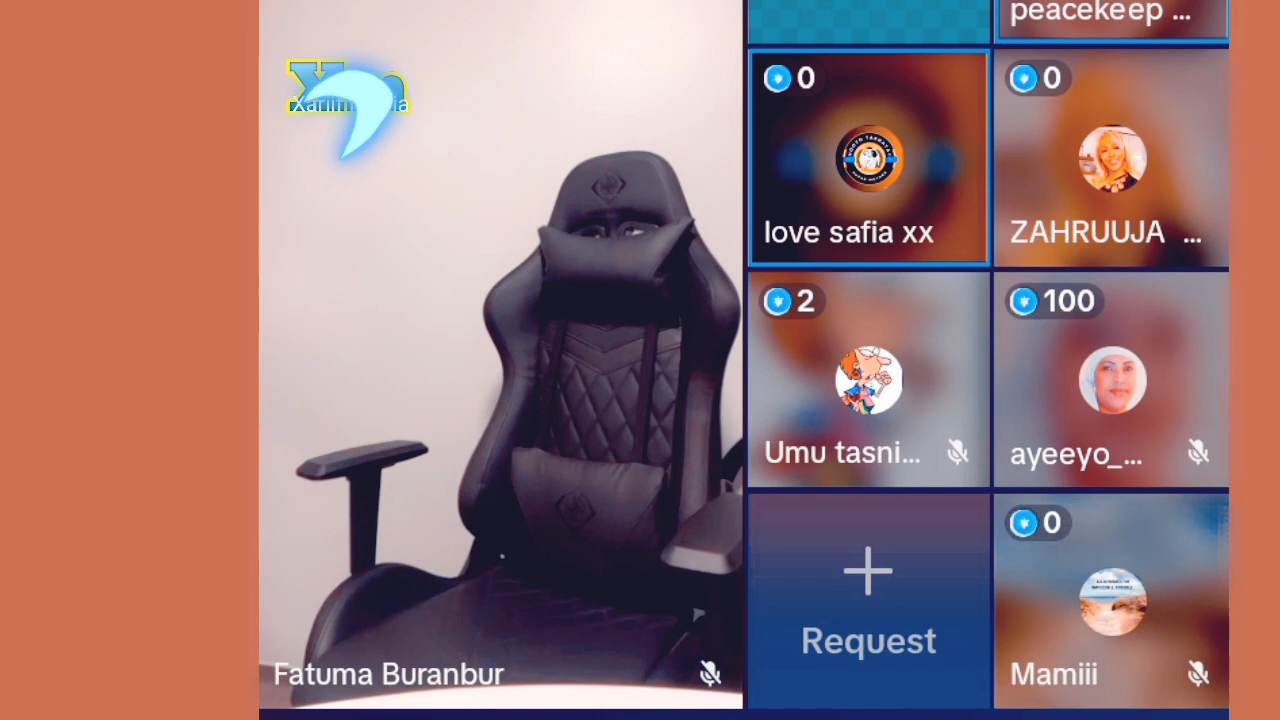 peacekeep ...
0
love safia xx
0
ZAHRUUJA ...
2
Umu tasni...
100
ayeeyo_...
Request
0
Mamiii
Fatuma Buranbur